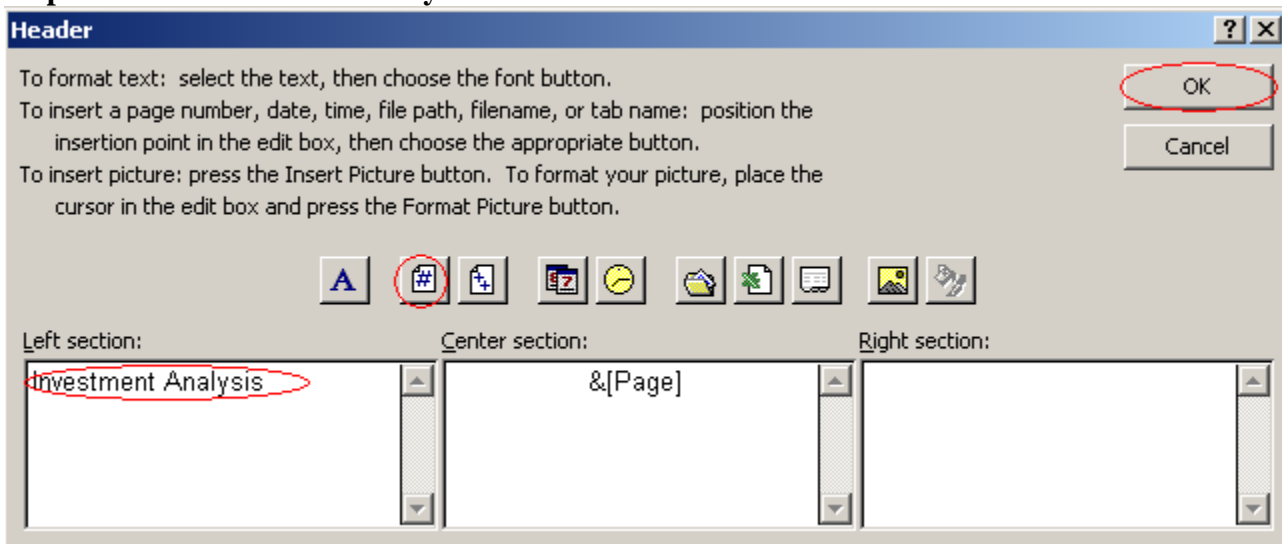 Header
To format text: select the text, then choose the font button.
To insert a page number, date, time, file path, filename, or tab name: position the
insertion point in the edit box, then choose the appropriate button.
To insert picture: press the Insert Picture button. To format your picture, place the
cursor in the edit box and press the Format Picture button.
OK
Cancel
A
#
Left section:
Center section:
Right section:
Investment Analysis
&[Page]